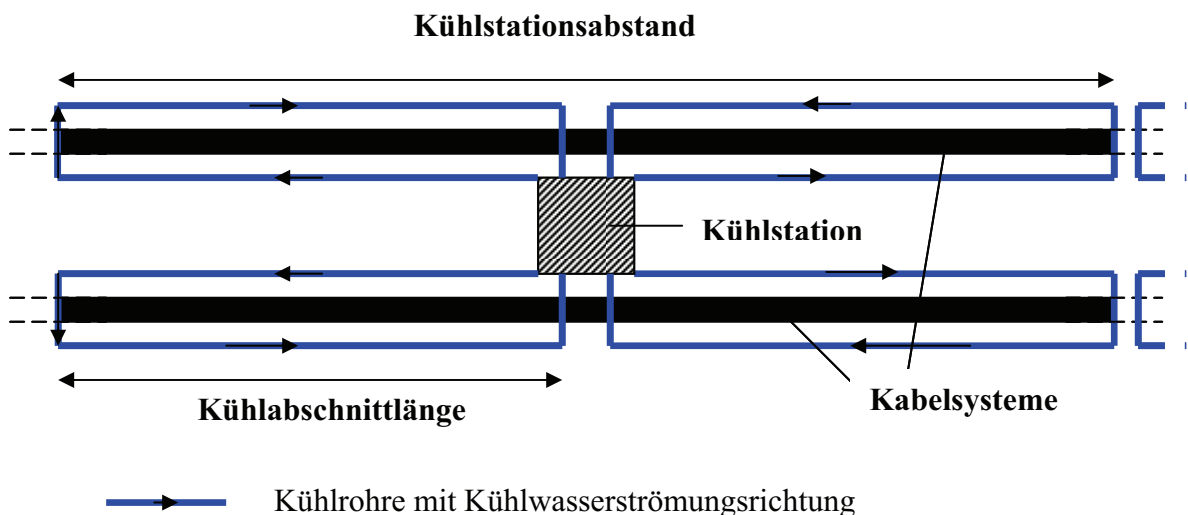 Kühlstationsabstand
Kühlstation
Kühlabschnittlänge
Kabelsysteme
Kühlrohre mit Kühlwasserströmungsrichtung